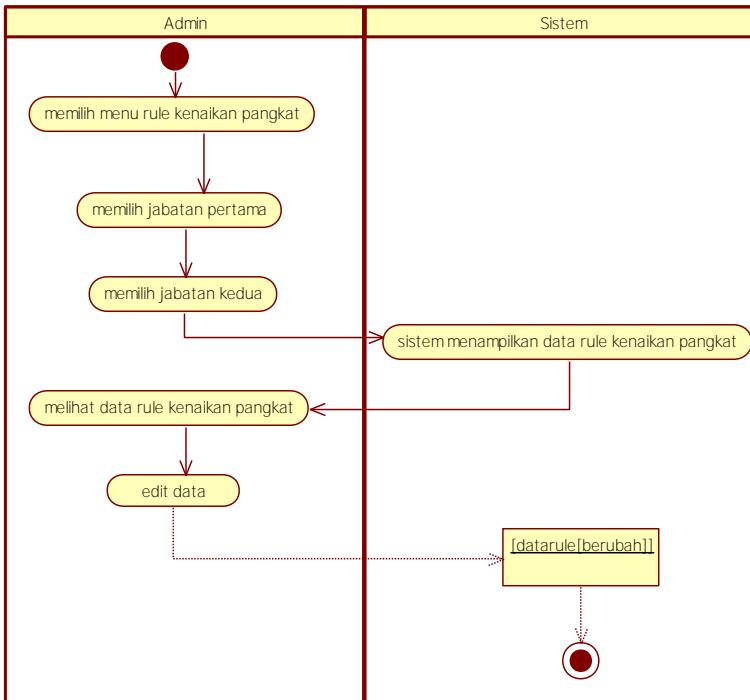 Admin
Sistem
memilih menu rule kenaikan pangkat
memilih jabatan pertama
memilih jabatan kedua
sistem menampilkan data rule kenaikan pangkat
melihat data rule kenaikan pangkat
edit data
[datarule[berubah]]